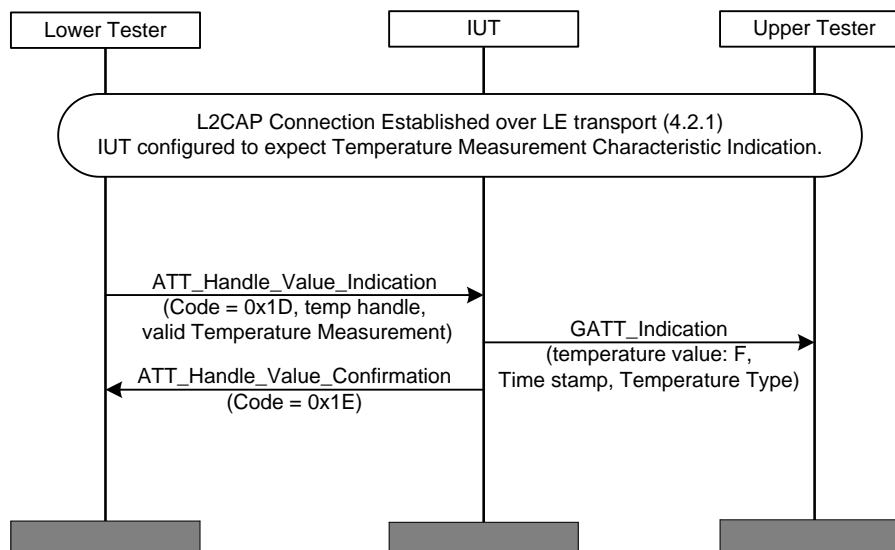 Lower Tester
IUT
Upper Tester
L2CAP Connection Established over LE transport (4.2.1)
IUT configured to expect Temperature Measurement Characteristic Indication.
ATT_Handle_Value_Indication
(Code = 0x1D, temp handle,
valid Temperature Measurement)
GATT_Indication
(temperature value: F,
Time stamp, Temperature Type)
ATT_Handle_Value_Confirmation
(Code = 0x1E)